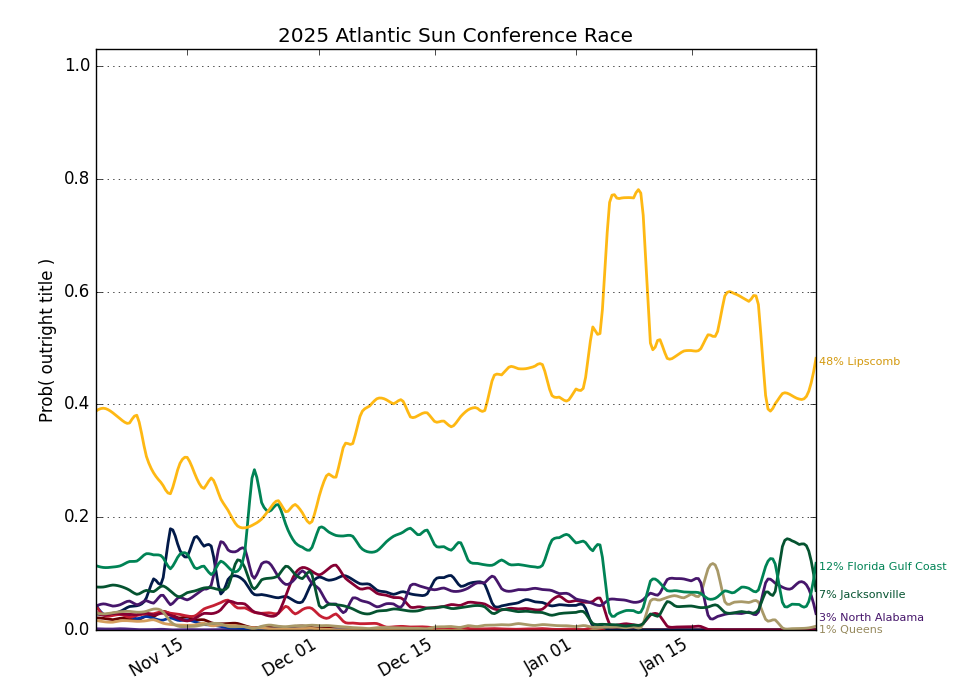 2025 Atlantic Sun Conference Race
Prob( outright title )
1.0
0.8
0.6
0.4
0.2
0.0
48% Lipscomb
12% Florida Gulf Coast
7% Jacksonville
3% North Alabama
1% Queens
Nov 15
Dec 01
Dec 15
Jan 01
Jan 15